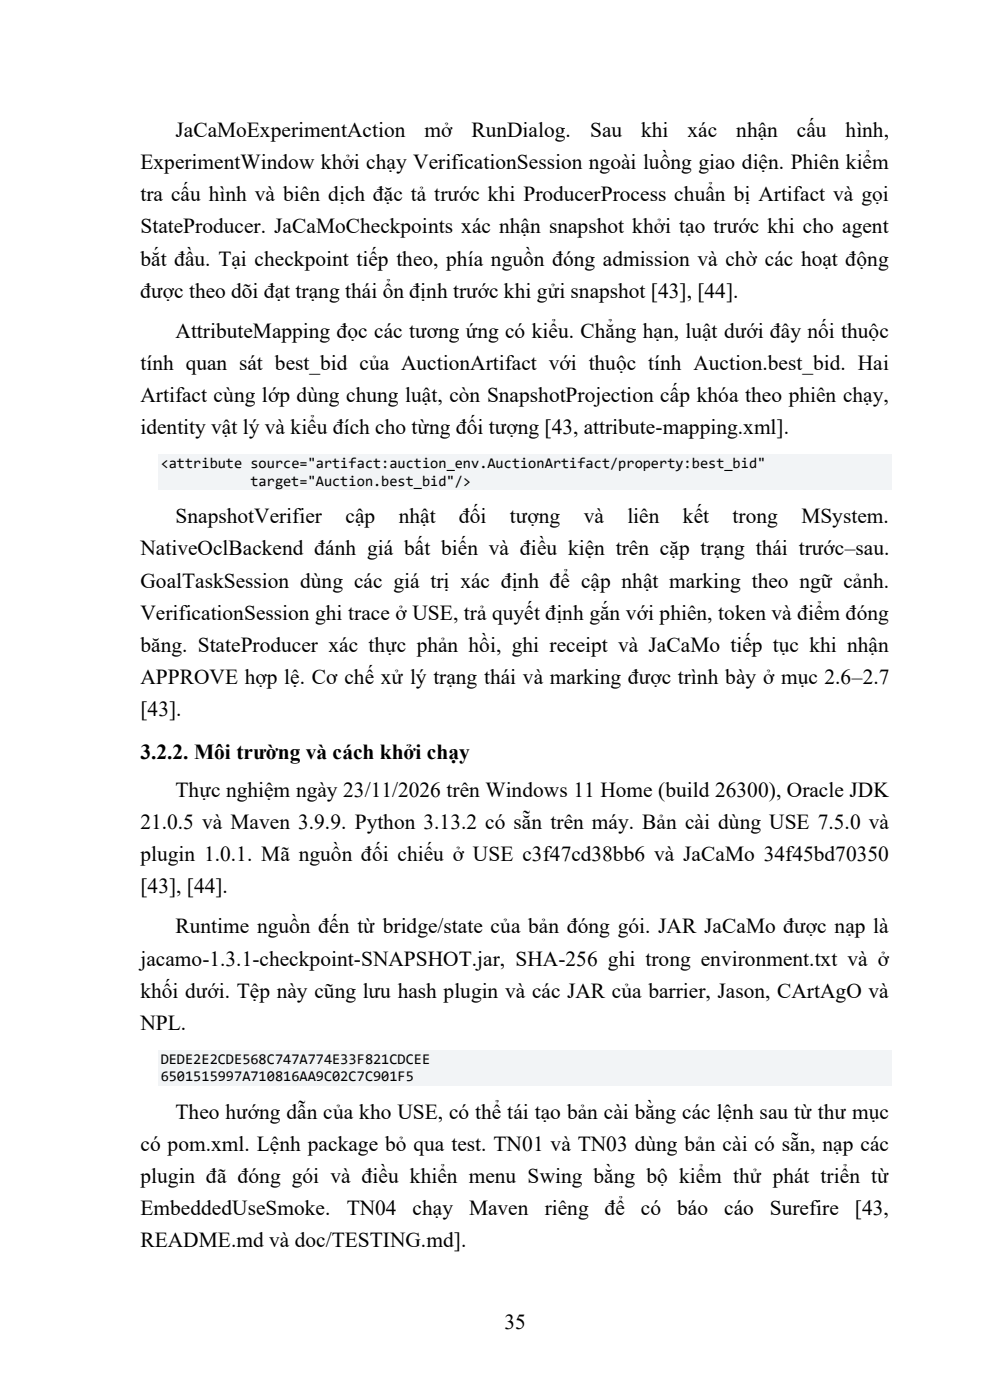 JaCaMoExperimentAction mở RunDialog. Sau khi xác nhận cấu hình,
ExperimentWindow khởi chạy VerificationSession ngoài luồng giao diện. Phiên kiểm
tra cấu hình và biên dịch đặc tả trước khi ProducerProcess chuẩn bị Artifact và gọi
StateProducer. JaCaMoCheckpoints xác nhận snapshot khởi tạo trước khi cho agent
bắt đầu. Tại checkpoint tiếp theo, phía nguồn đóng admission và chờ các hoạt động
được theo dõi đạt trạng thái ổn định trước khi gửi snapshot [43], [44].
AttributeMapping đọc các tương ứng có kiểu. Chẳng hạn, luật dưới đây nối thuộc
tính quan sát best_bid của AuctionArtifact với thuộc tính Auction.best_bid. Hai
Artifact cùng lớp dùng chung luật, còn SnapshotProjection cấp khóa theo phiên chạy,
identity vật lý và kiểu đích cho từng đối tượng [43, attribute-mapping.xml].
<attribute source="artifact:auction_env.AuctionArtifact/property:best_bid"
target="Auction.best_bid"/>
SnapshotVerifier cập nhật đối tượng và liên kết trong MSystem.
NativeOclBackend đánh giá bất biến và điều kiện trên cặp trạng thái trước–sau.
GoalTaskSession dùng các giá trị xác định để cập nhật marking theo ngữ cảnh.
VerificationSession ghi trace ở USE, trả quyết định gắn với phiên, token và điểm đóng
băng. StateProducer xác thực phản hồi, ghi receipt và JaCaMo tiếp tục khi nhận
APPROVE hợp lệ. Cơ chế xử lý trạng thái và marking được trình bày ở mục 2.6–2.7
[43].
3.2.2. Môi trường và cách khởi chạy
Thực nghiệm ngày 23/11/2026 trên Windows 11 Home (build 26300), Oracle JDK
21.0.5 và Maven 3.9.9. Python 3.13.2 có sẵn trên máy. Bản cài dùng USE 7.5.0 và
plugin 1.0.1. Mã nguồn đối chiếu ở USE c3f47cd38bb6 và JaCaMo 34f45bd70350
[43], [44].
Runtime nguồn đến từ bridge/state của bản đóng gói. JAR JaCaMo được nạp là
jacamo-1.3.1-checkpoint-SNAPSHOT.jar, SHA-256 ghi trong environment.txt và ở
khối dưới. Tệp này cũng lưu hash plugin và các JAR của barrier, Jason, CArtAgO và
NPL.
DEDE2E2CDE568C747A774E33F821CDCEE
6501515997A710816AA9C02C7C901F5
Theo hướng dẫn của kho USE, có thể tái tạo bản cài bằng các lệnh sau từ thư mục
có pom.xml. Lệnh package bỏ qua test. TN01 và TN03 dùng bản cài có sẵn, nạp các
plugin đã đóng gói và điều khiển menu Swing bằng bộ kiểm thử phát triển từ
EmbeddedUseSmoke. TN04 chạy Maven riêng để có báo cáo Surefire [43,
README.md và doc/TESTING.md].
35